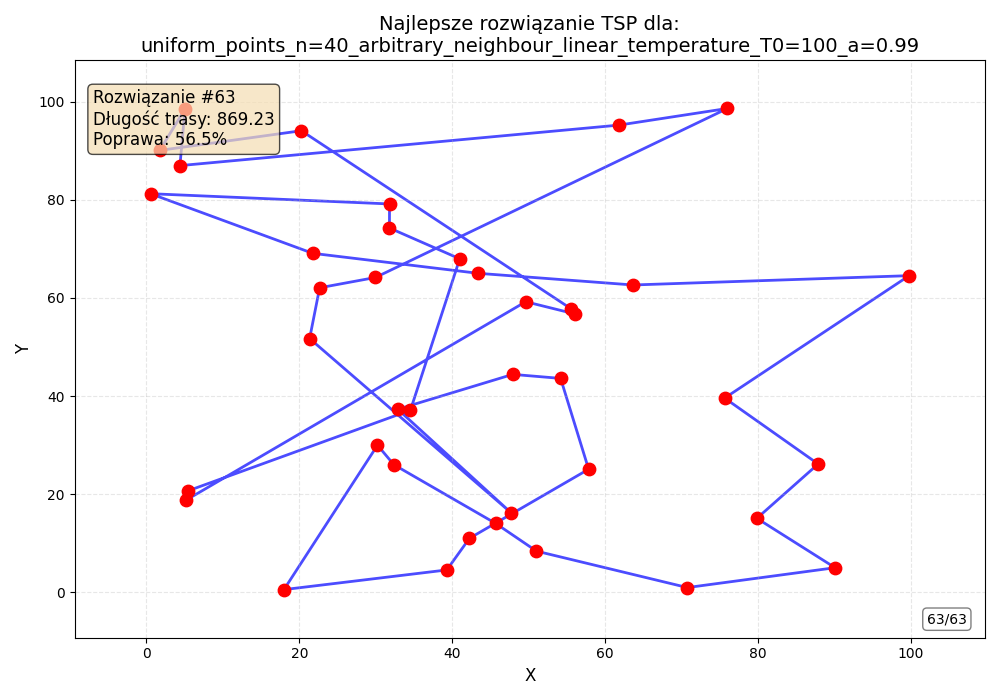 Najlepsze rozwiązanie TSP dla:
uniform_points_n=40_arbitrary_neighbour_linear_temperature_T0=100_a=0.99
Rozwiązanie #63
Długość trasy: 869.23
Poprawa: 56.5%
100
80
60
40
20
0
Y
63/63
0 20 40 60 80 100
X